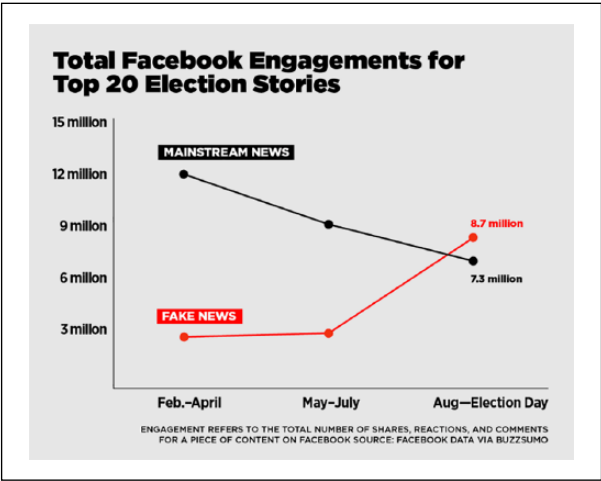 Total Facebook Engagements for
Top 20 Election Stories
15 million
MAINSTREAM NEWS
12 million
9 million
8.7 million
7.3 million
6 million
FAKE NEWS
3 million
Feb.–April
May–July
Aug—Election Day
ENGAGEMENT REFERS TO THE TOTAL NUMBER OF SHARES, REACTIONS, AND COMMENTS
FOR A PIECE OF CONTENT ON FACEBOOK SOURCE: FACEBOOK DATA VIA BUZZSUMO